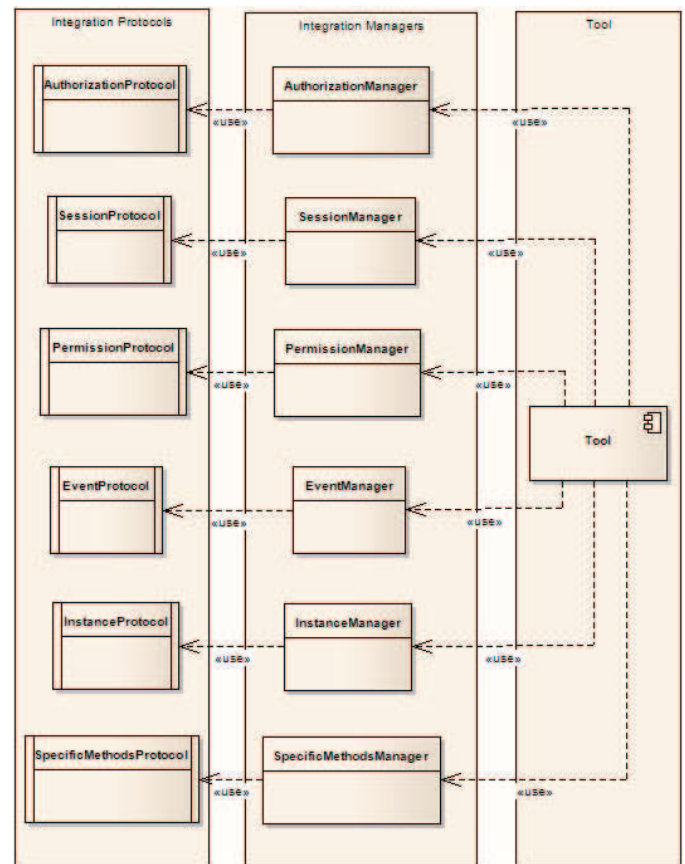 Integration Protocols
Integration Managers
Tool
AuthorizationProtocol
AuthorizationManager
«use»
«use»
SessionProtocol
SessionManager
«use»
«use»
PermissionProtocol
PermissionManager
«use»
«use»
Tool
EventProtocol
EventManager
«use»
«use»
InstanceProtocol
InstanceManager
«use»
«use»
SpecificMethodsProtocol
SpecificMethodsManager
«use»
«use»